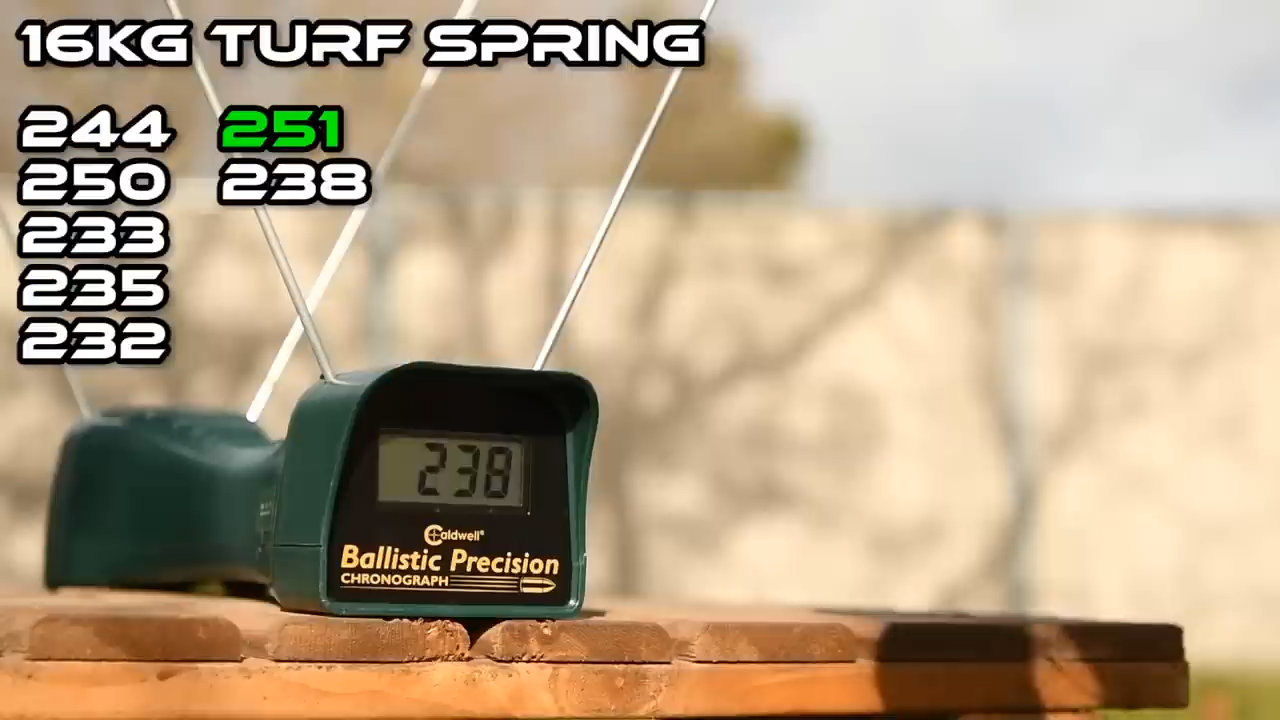 16KG TURF SPRING
244 251
250 238
233
235
232
238
Caldwell®
Ballistic Precision
CHRONOGRAPH